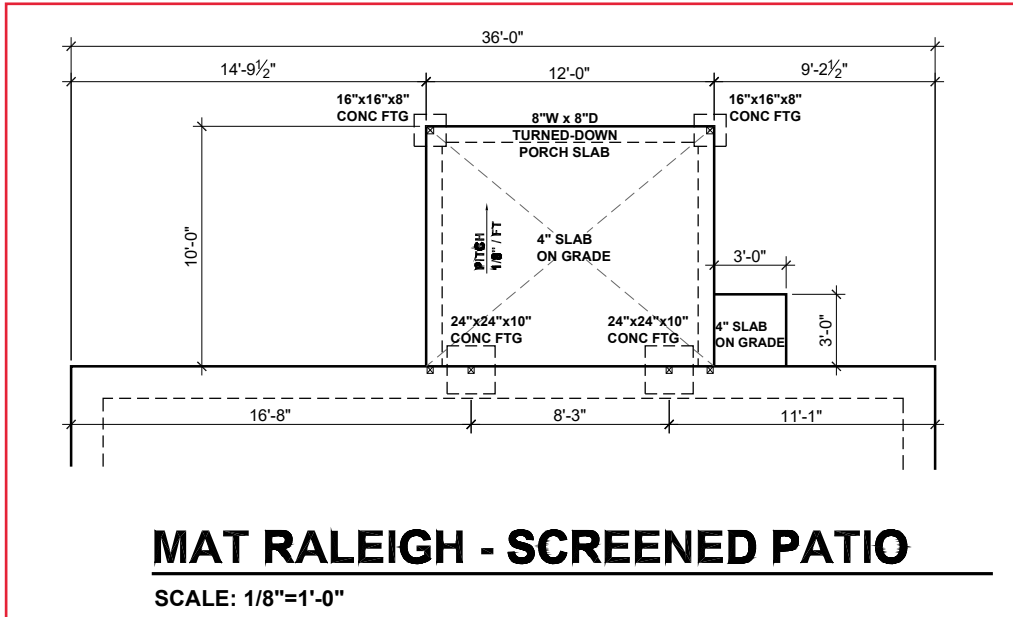 36'-0"
14'-9½"
12'-0"
9'-2½"
16"x16"x8"
CONC FTG
8"W x 8"D
TURNED-DOWN
PORCH SLAB
16"x16"x8"
CONC FTG
10'-0"
PITCH
1/8" / FT
4" SLAB
ON GRADE
3'-0"
24"x24"x10"
CONC FTG
24"x24"x10"
CONC FTG
4" SLAB
ON GRADE
3'-0"
16'-8"
8'-3"
11'-1"
MAT RALEIGH - SCREENED PATIO
SCALE: 1/8"=1'-0"